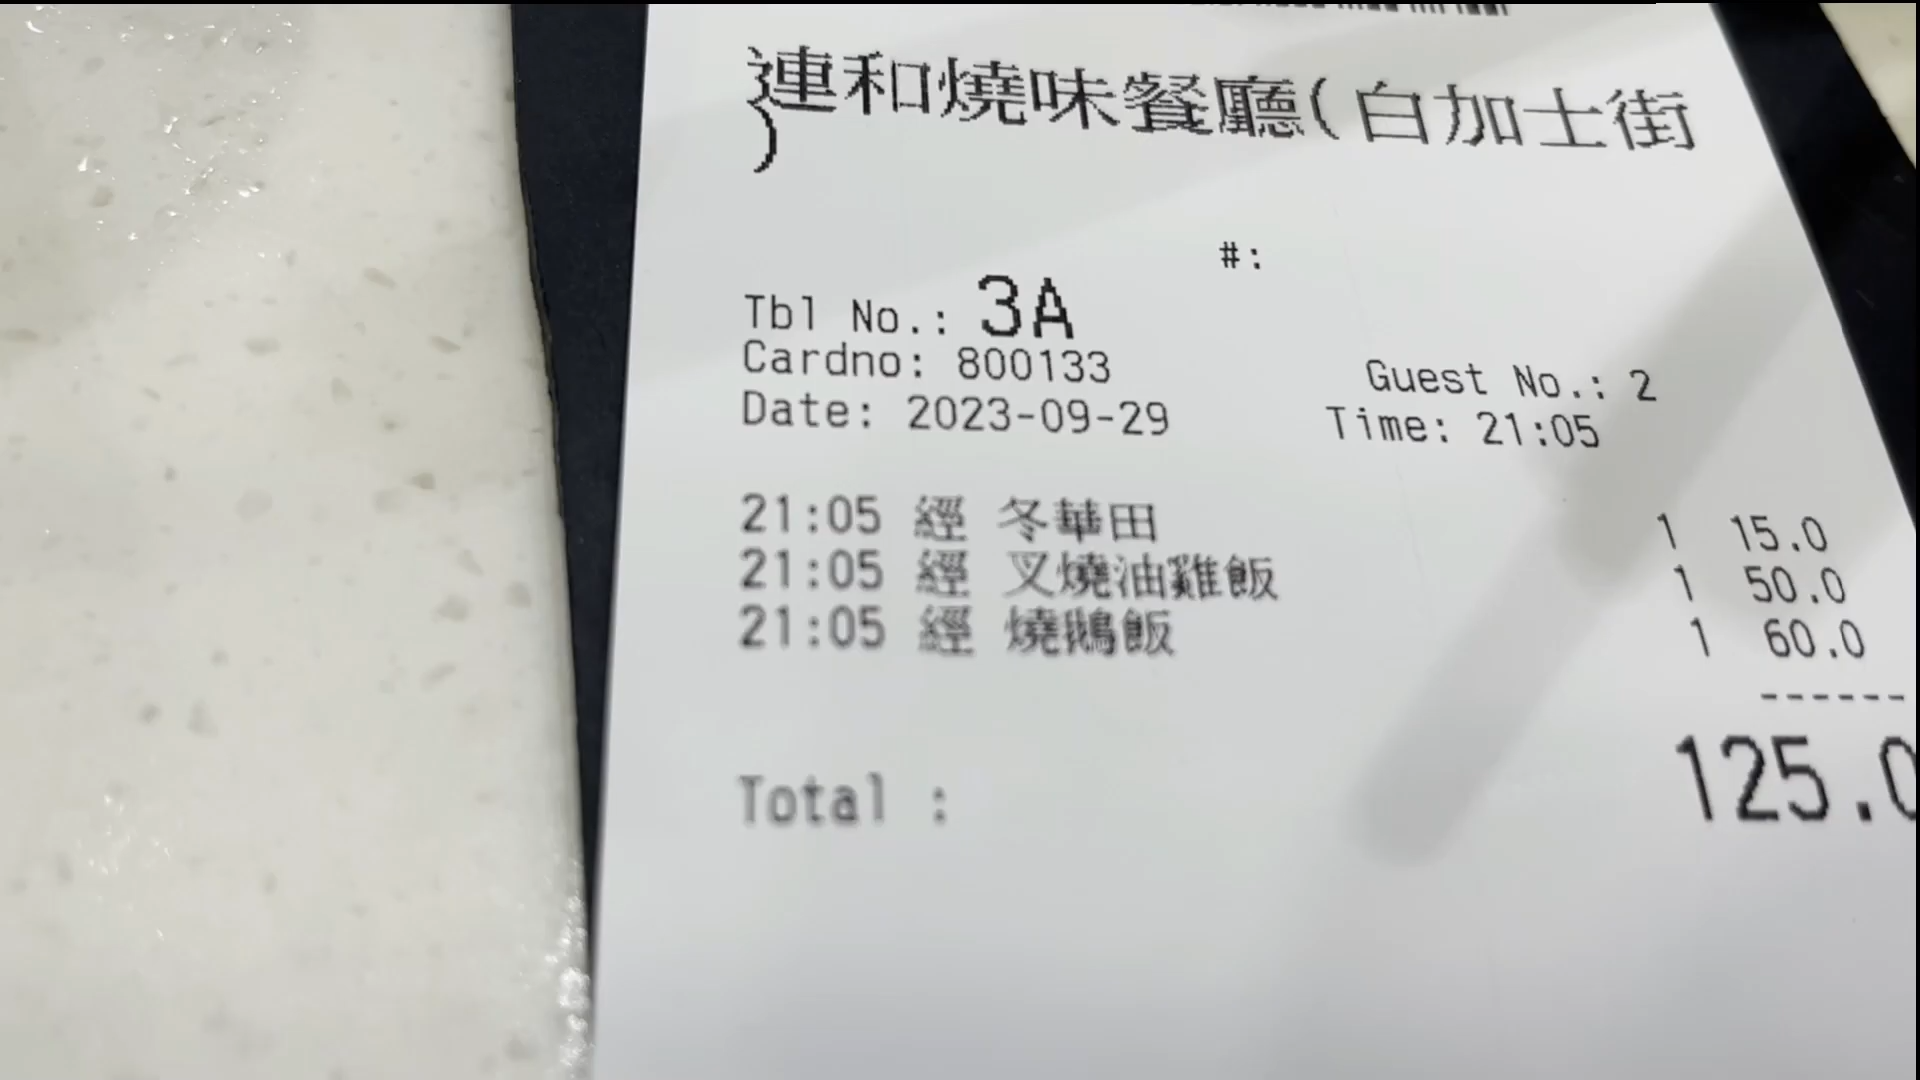 連和燒味餐廳(白加士街
)
#:
Tbl No.: 3A
Cardno: 800133 Guest No.: 2
Date: 2023-09-29 Time: 21:05
21:05 經 冬華田 1 15.0
21:05 經 叉燒油雞飯 1 50.0
21:05 經 燒鵝飯 1 60.0
------
Total : 125.0